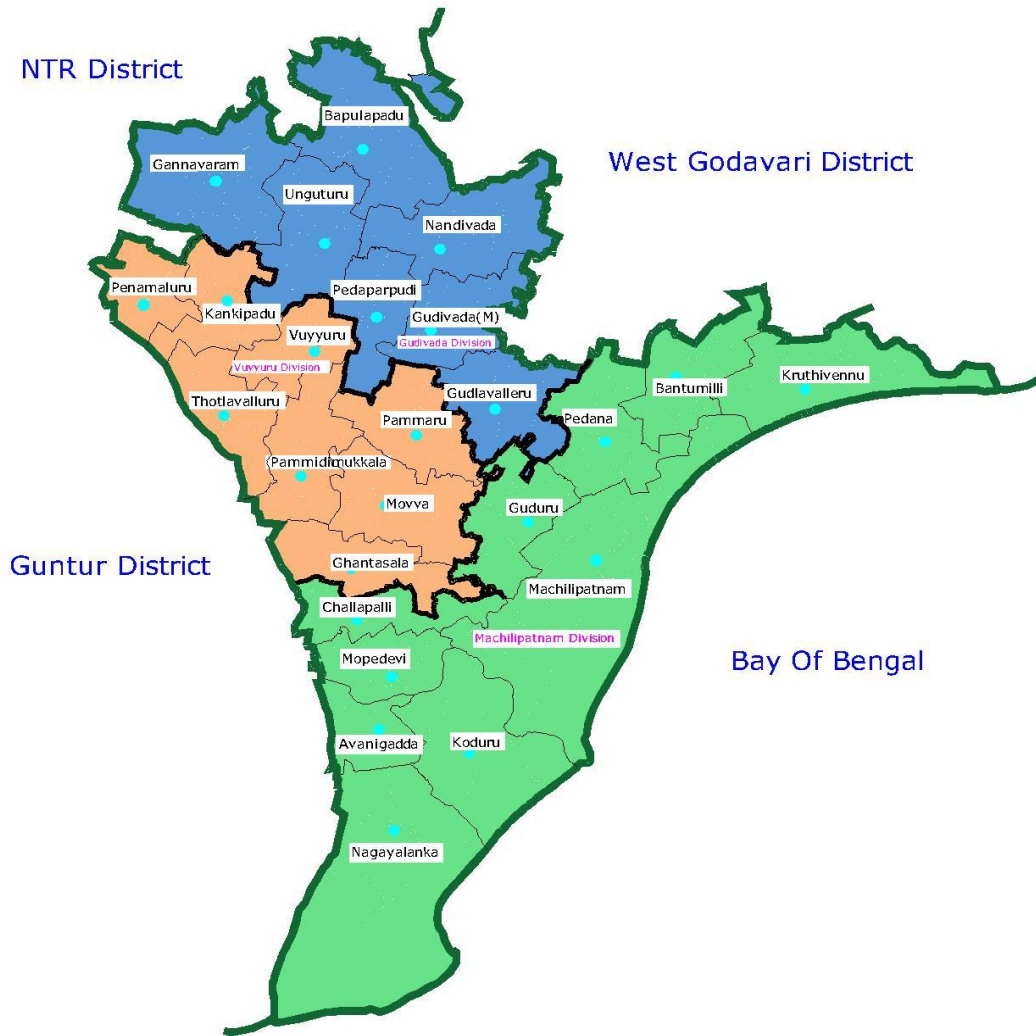 NTR District
Bapulapadu
West Godavari District
Gannavaram
Unguturu
Nandivada
Penamaluru
Pedaparpudi
Kankipadu
Gudivada(M)
Vuyyuru
Gudivada Division
Vuyyuru Division
Kruthivennu
Bantumilli
Gudlavalleru
Thotlavalluru
Pedana
Pammaru
Pammidimukkala
Movva
Guduru
Guntur District
Ghantasala
Machilipatnam
Challapalli
Machilipatnam Division
Mopedevi
Bay Of Bengal
Avanigadda
Koduru
Nagayalanka